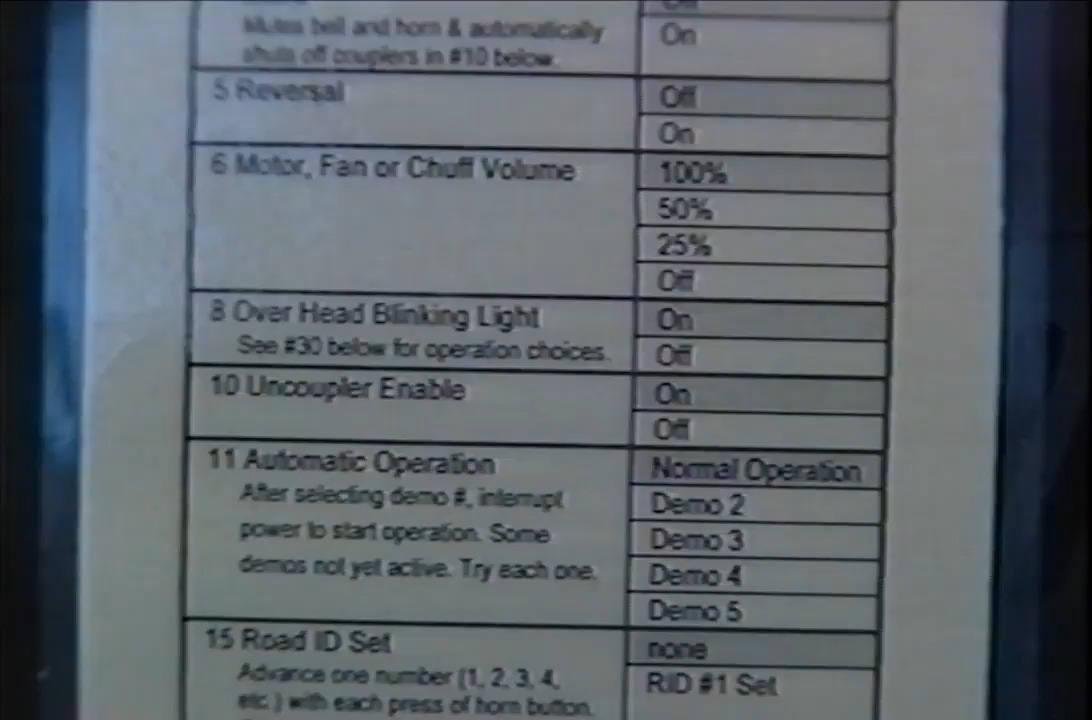 Off
Mutes bell and horn & automatically
On
shuts off couplers in #10 below.
5 Reversal
Off
On
6 Motor, Fan or Chuff Volume
100%
50%
25%
Off
8 Over Head Blinking Light
On
See #30 below for operation choices.
Off
10 Uncoupler Enable
On
Off
11 Automatic Operation
Normal Operation
After selecting demo #, interrupt
Demo 2
power to start operation. Some
Demo 3
demos not yet active. Try each one.
Demo 4
Demo 5
15 Road ID Set
none
Advance one number (1, 2, 3, 4,
RID #1 Set
etc.) with each press of horn button.